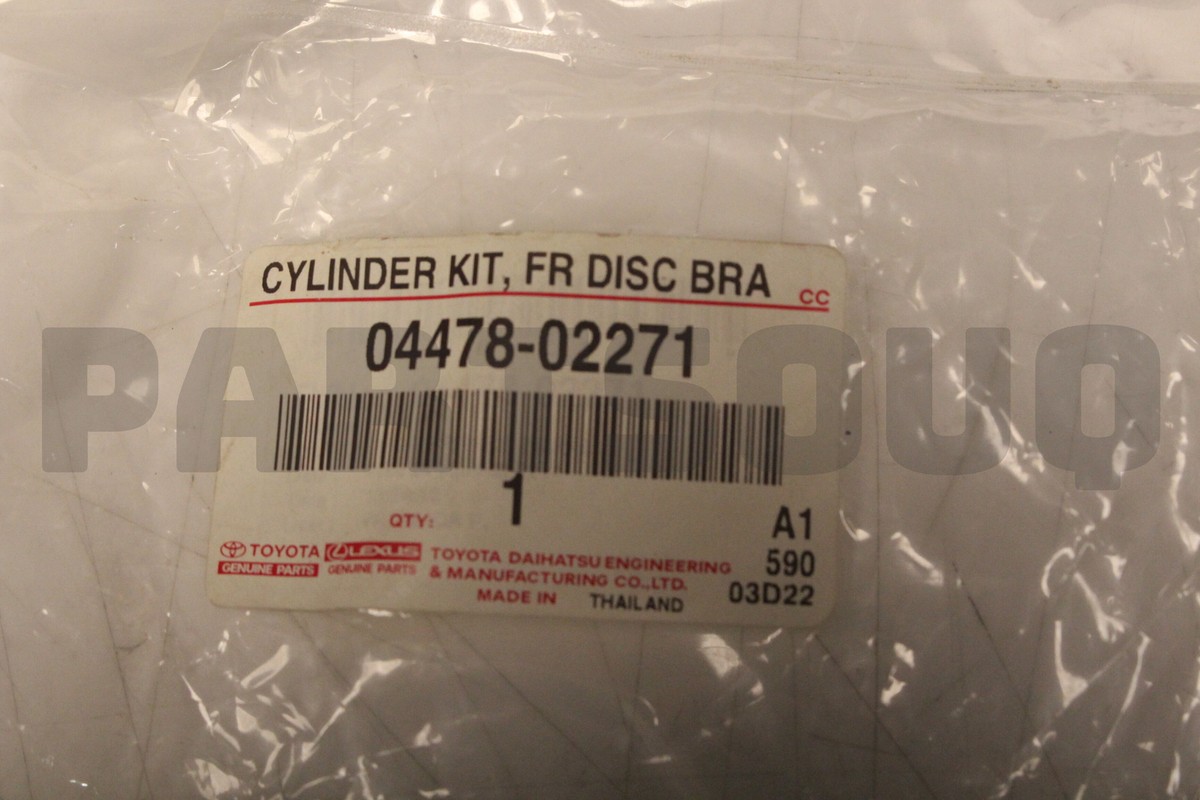 CYLINDER KIT, FR DISC BRA
CC
04478-02271
PARTSOUQ
1
QTY:
A1
TOYOTA LEXUS TOYOTA DAIHATSU ENGINEERING 590
GENUINE PARTS GENUINE PARTS & MANUFACTURING CO.,LTD.
MADE IN THAILAND 03D22